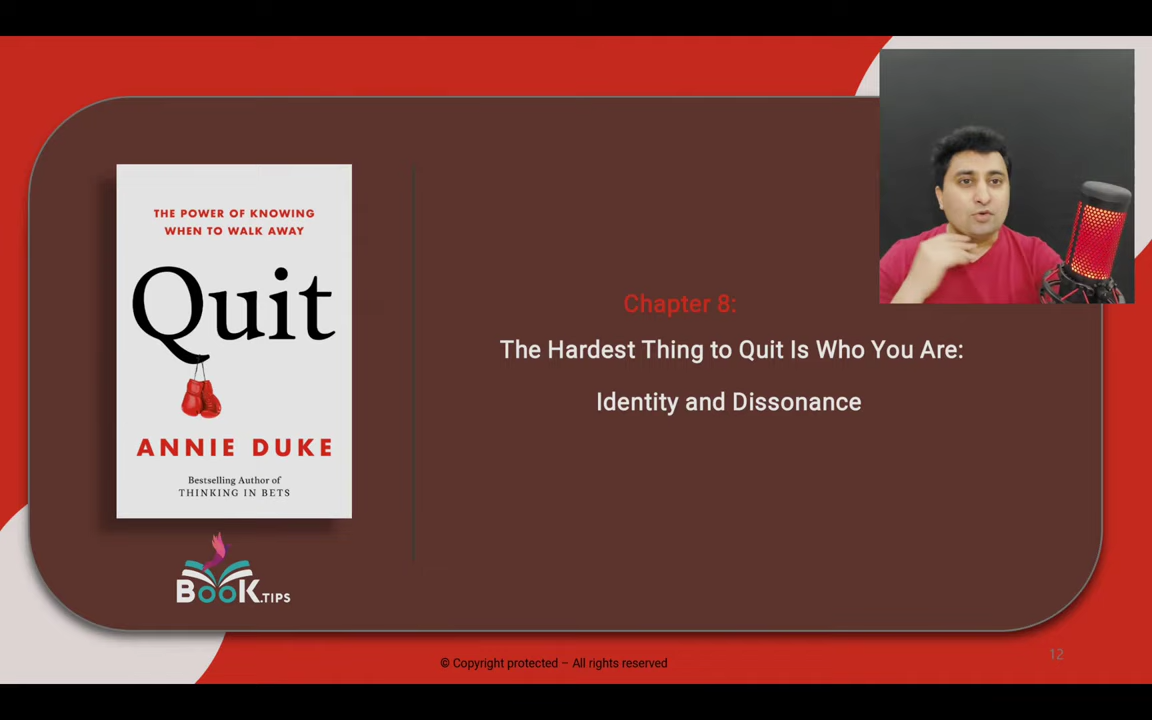 THE POWER OF KNOWING
WHEN TO WALK AWAY
Quit
ANNIE DUKE
Bestselling Author of
THINKING IN BETS
BOOK.TIPS
Chapter 8:
The Hardest Thing to Quit Is Who You Are:
Identity and Dissonance
© Copyright protected – All rights reserved
12